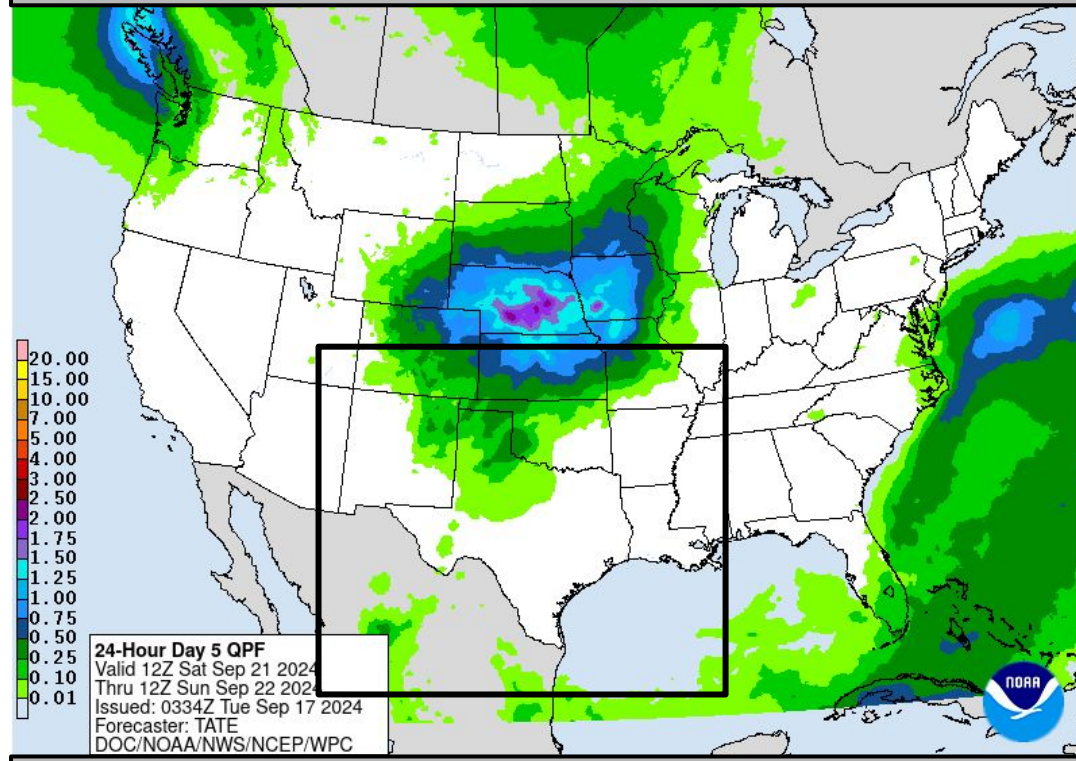 20.00
15.00
10.00
7.00
5.00
4.00
3.00
2.50
2.00
1.75
1.50
1.25
1.00
0.75
0.50
0.25
0.10
0.01
24-Hour Day 5 QPF
Valid 12Z Sat Sep 21 2024
Thru 12Z Sun Sep 22 2024
Issued: 0334Z Tue Sep 17 2024
Forecaster: TATE
DOC/NOAA/NWS/NCEP/WPC
NOAA